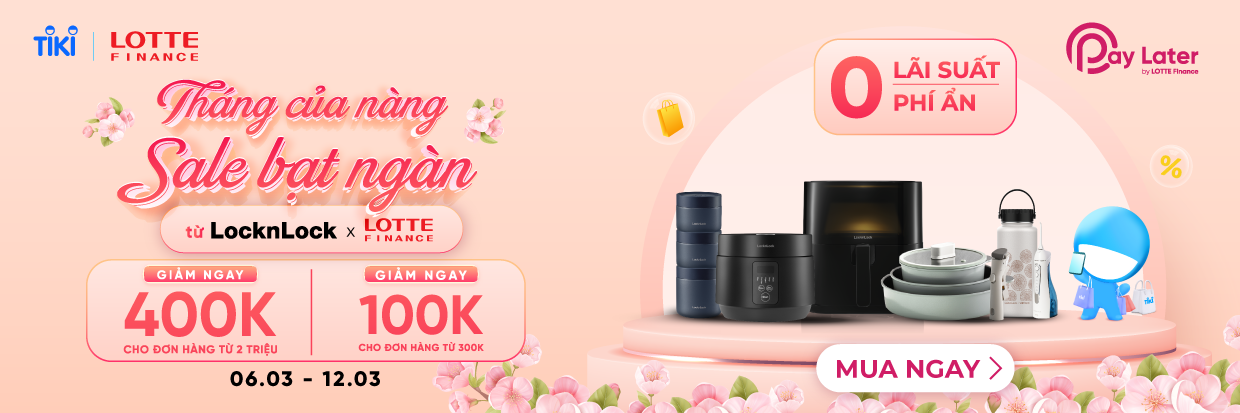 TIKI
LOTTE
FINANCE
Tháng của nàng
Sale bạt ngàn
từ LocknLock x LOTTE FINANCE
GIẢM NGAY
400K
CHO ĐƠN HÀNG TỪ 2 TRIỆU
GIẢM NGAY
100K
CHO ĐƠN HÀNG TỪ 300K
06.03 - 12.03
0 LÃI SUẤT
PHÍ ẨN
Pay Later
by LOTTE Finance
%
TIKI
MUA NGAY